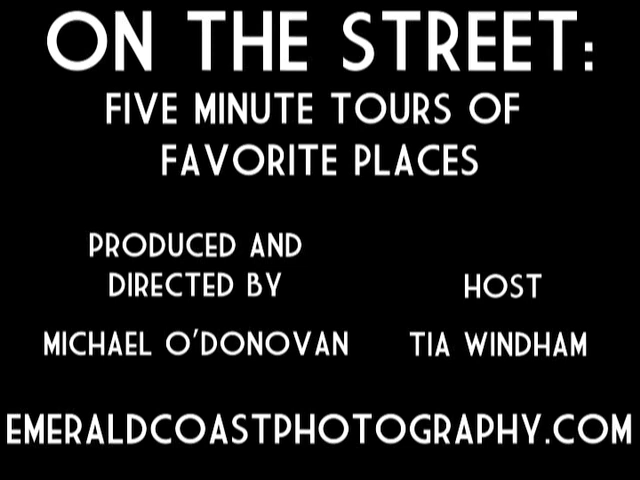 ON THE STREET:
FIVE MINUTE TOURS OF
FAVORITE PLACES
PRODUCED AND
DIRECTED BY
MICHAEL O'DONOVAN
HOST
TIA WINDHAM
EMERALDCOASTPHOTOGRAPHY.COM